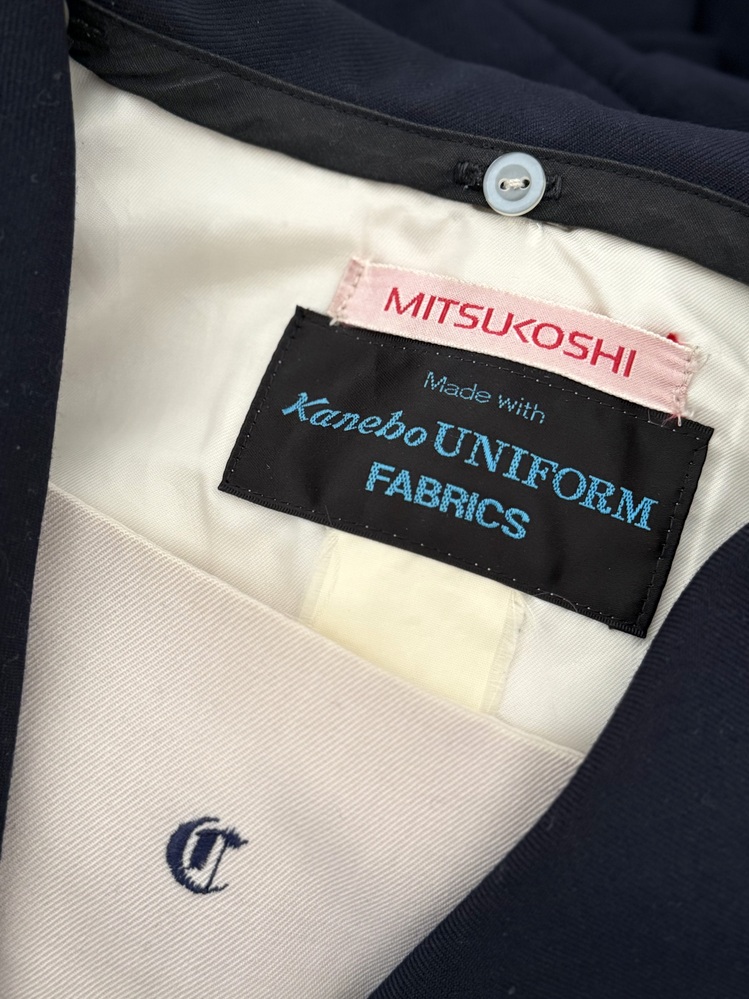 MITSUKOSHI
Made with
Kanebo UNIFORM
FABRICS